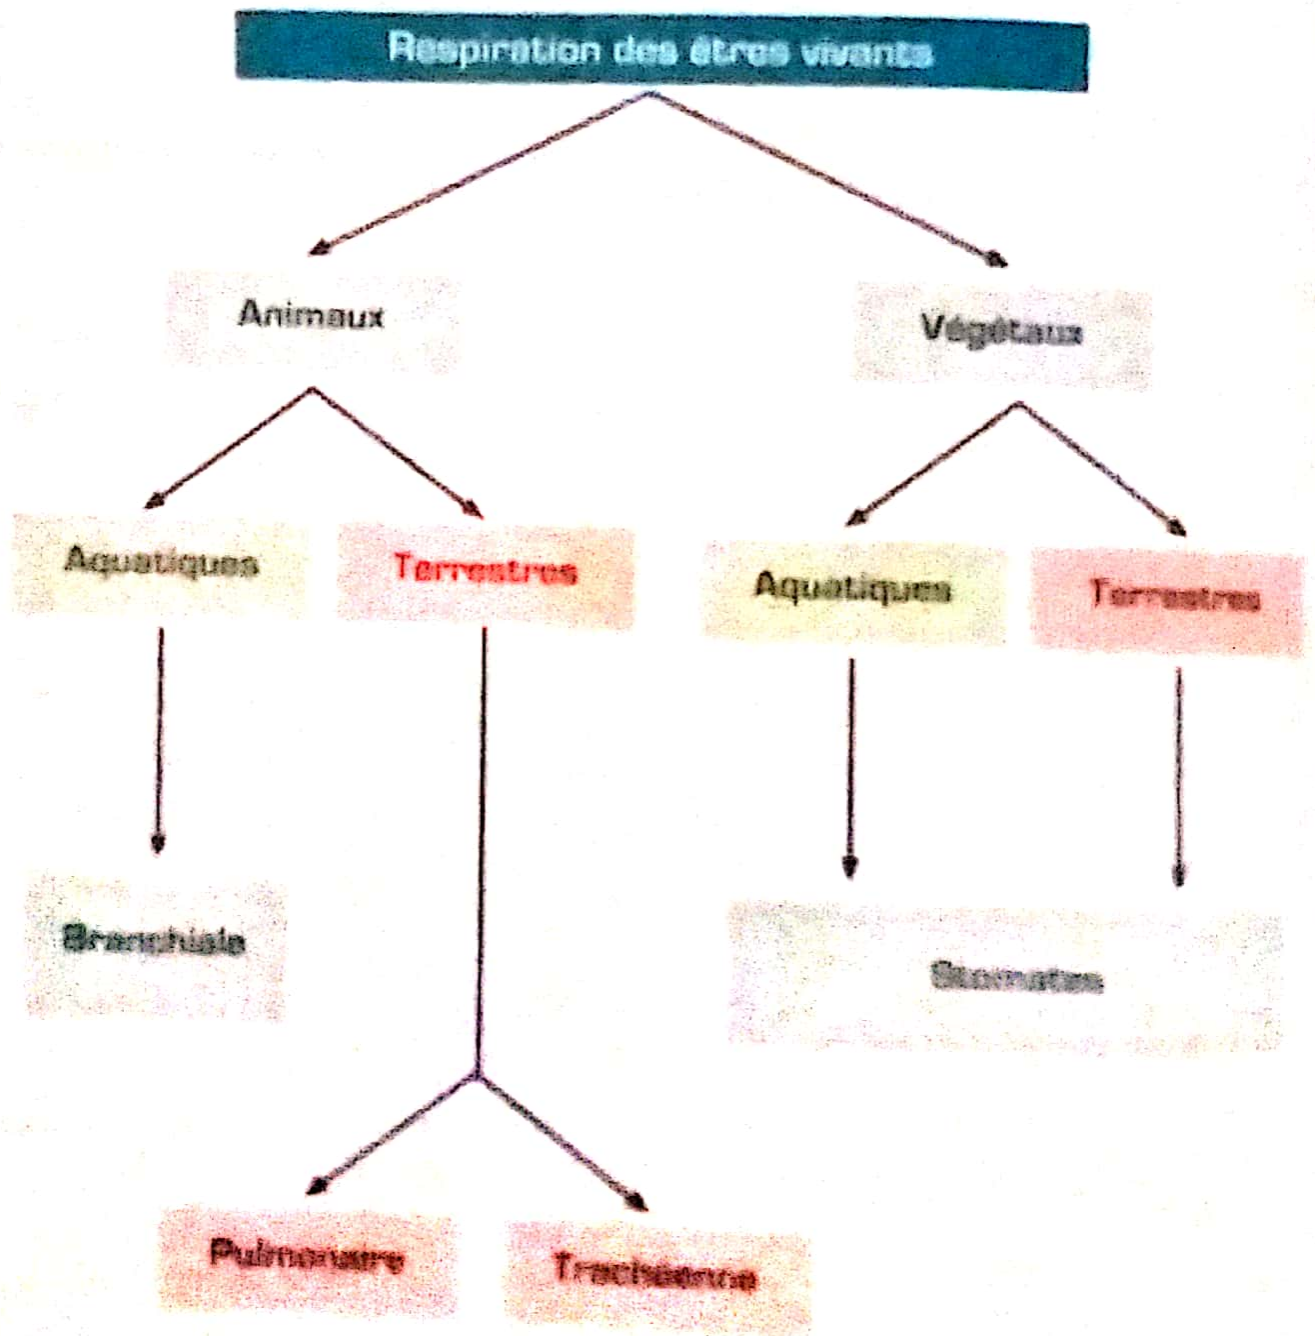 Respiration des êtres vivants
Animaux
Végétaux
Aquatiques
Terrestres
Aquatiques
Terrestres
Branchiale
Stomates
Pulmonaire
Trachéenne